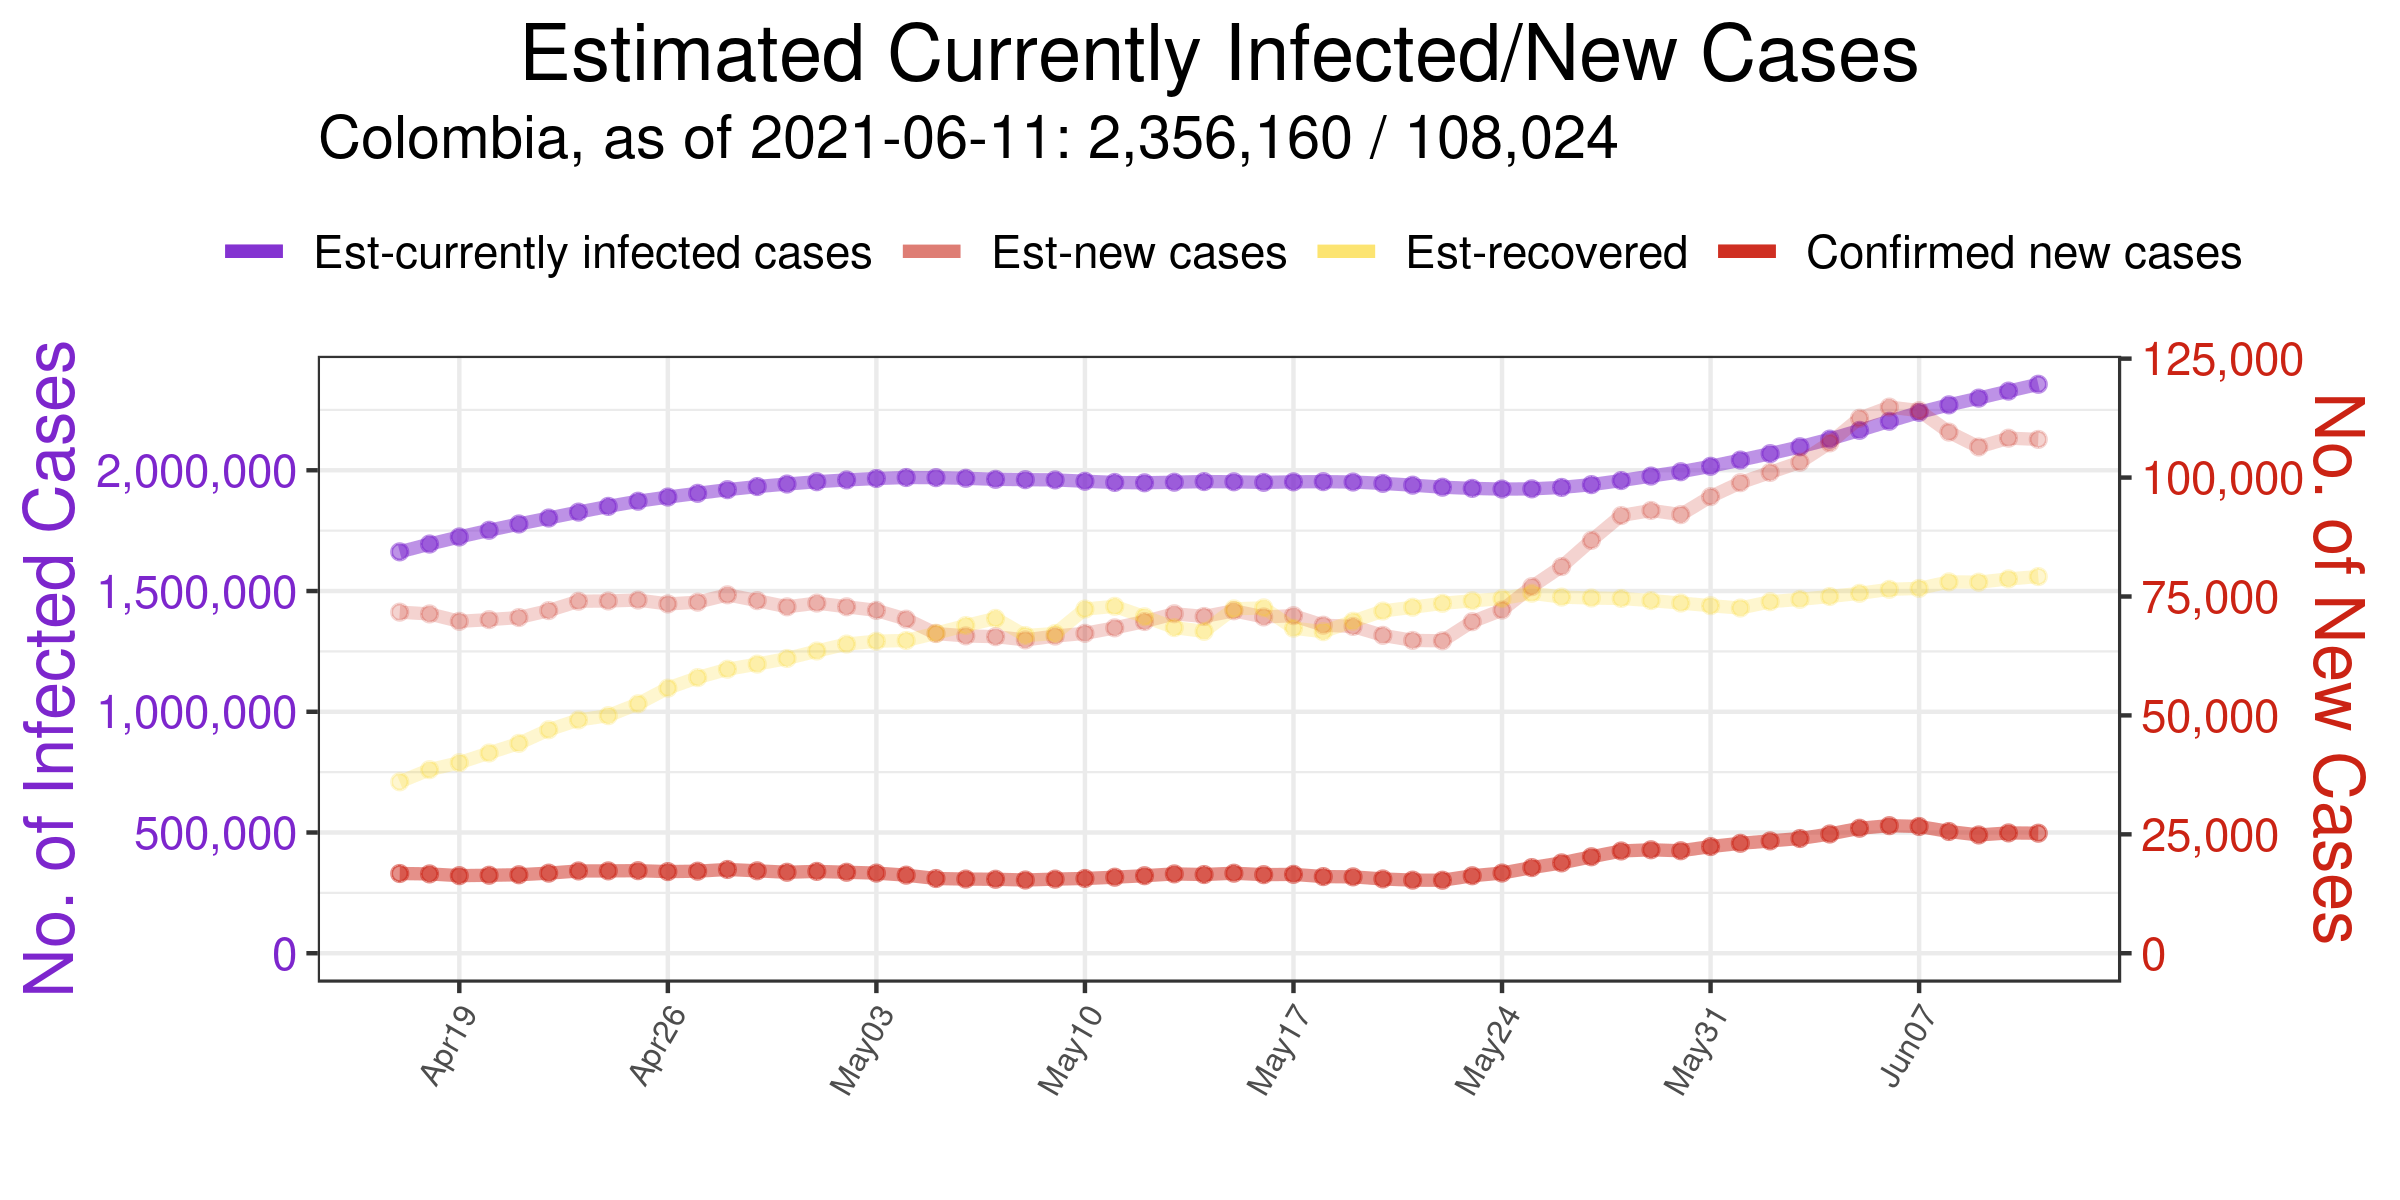 Estimated Currently Infected/New Cases
Colombia, as of 2021-06-11: 2,356,160 / 108,024
Est-currently infected cases Est-new cases Est-recovered Confirmed new cases
No. of Infected Cases
2,000,000
1,500,000
1,000,000
500,000
0
125,000
100,000
75,000
50,000
25,000
0
No. of New Cases
Apr19 Apr26 May03 May10 May17 May24 May31 Jun07